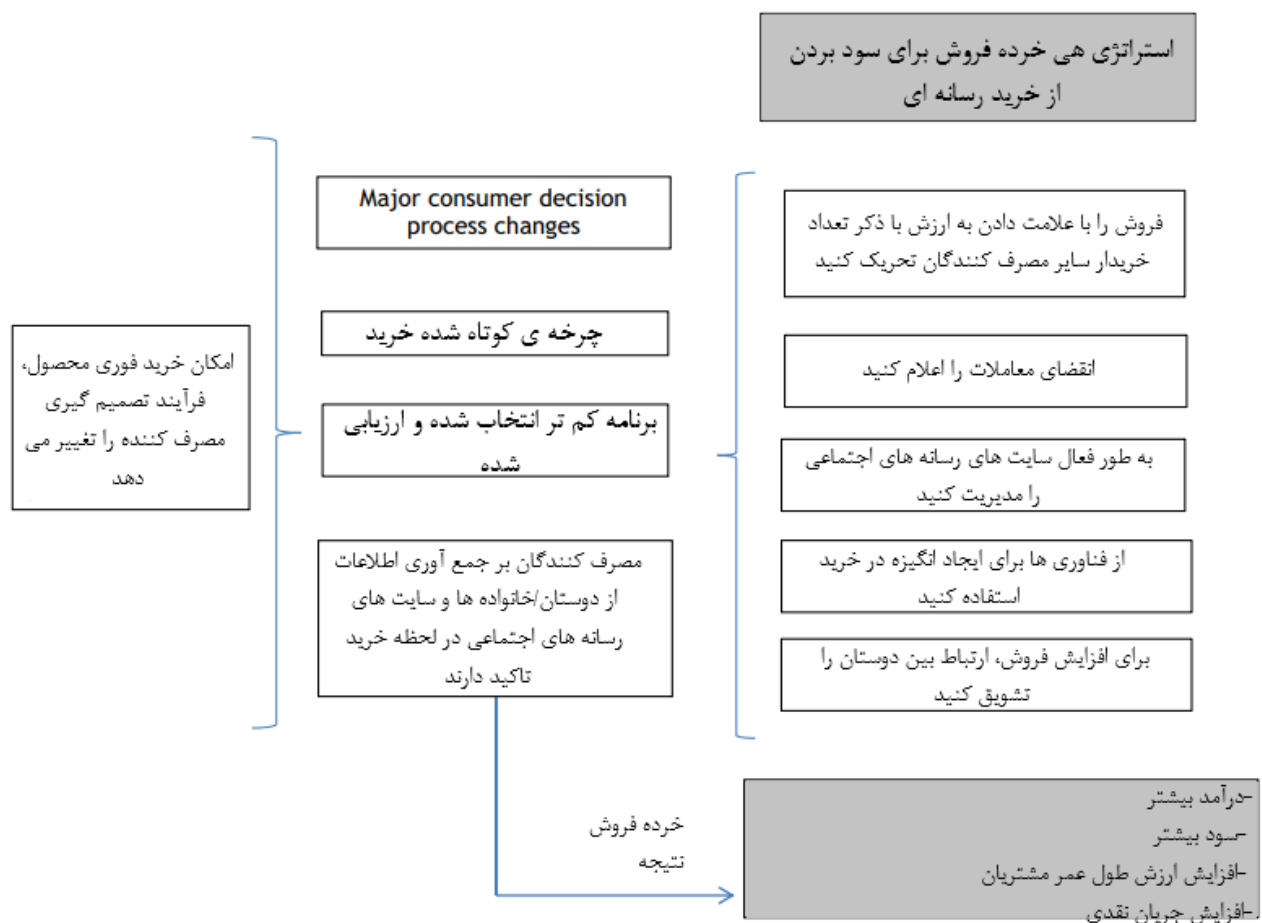 استراتژی هی خرده فروش برای سود بردن
از خرید رسانه ای
امکان خرید فوری محصول،
فرآیند تصمیم گیری
مصرف کننده را تغییر می
دهد
Major consumer decision
process changes
چرخه ی کوتاه شده خرید
برنامه کم تر انتخاب شده و ارزیابی
شده
مصرف کنندگان بر جمع آوری اطلاعات
از دوستان/خانواده ها و سایت های
رسانه های اجتماعی در لحظه خرید
تاکید دارند
فروش را با علامت دادن به ارزش با ذکر تعداد
خریدار سایر مصرف کنندگان تحریک کنید
انقضای معاملات را اعلام کنید
به طور فعال سایت های رسانه های اجتماعی
را مدیریت کنید
از فناوری ها برای ایجاد انگیزه در خرید
استفاده کنید
برای افزایش فروش، ارتباط بین دوستان را
تشویق کنید
خرده فروش
نتیجه
-درآمد بیشتر
-سود بیشتر
-افزایش ارزش طول عمر مشتریان
-افزایش جریان نقدی